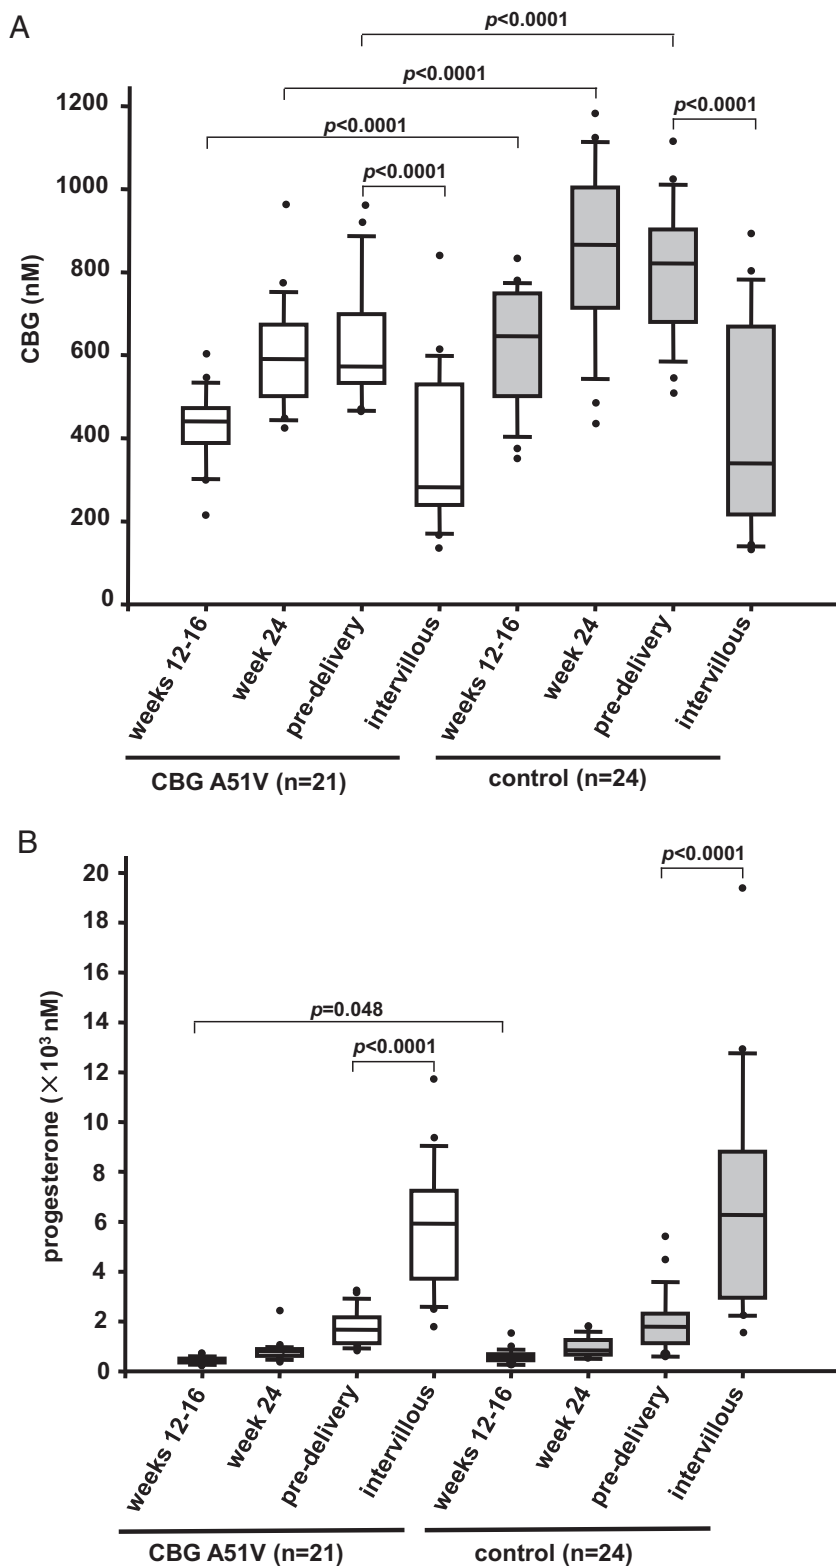 A
p<0.0001
p<0.0001
p<0.0001
p<0.0001
p<0.0001
CBG (nM)
1200
1000
800
600
400
200
0
weeks 12-16
week 24
pre-delivery
intervillous
weeks 12-16
week 24
pre-delivery
intervillous
CBG A51V (n=21)
control (n=24)
B
p<0.0001
p=0.048
p<0.0001
progesterone (×10³ nM)
20
18
16
14
12
10
8
6
4
2
0
weeks 12-16
week 24
pre-delivery
intervillous
weeks 12-16
week 24
pre-delivery
intervillous
CBG A51V (n=21)
control (n=24)